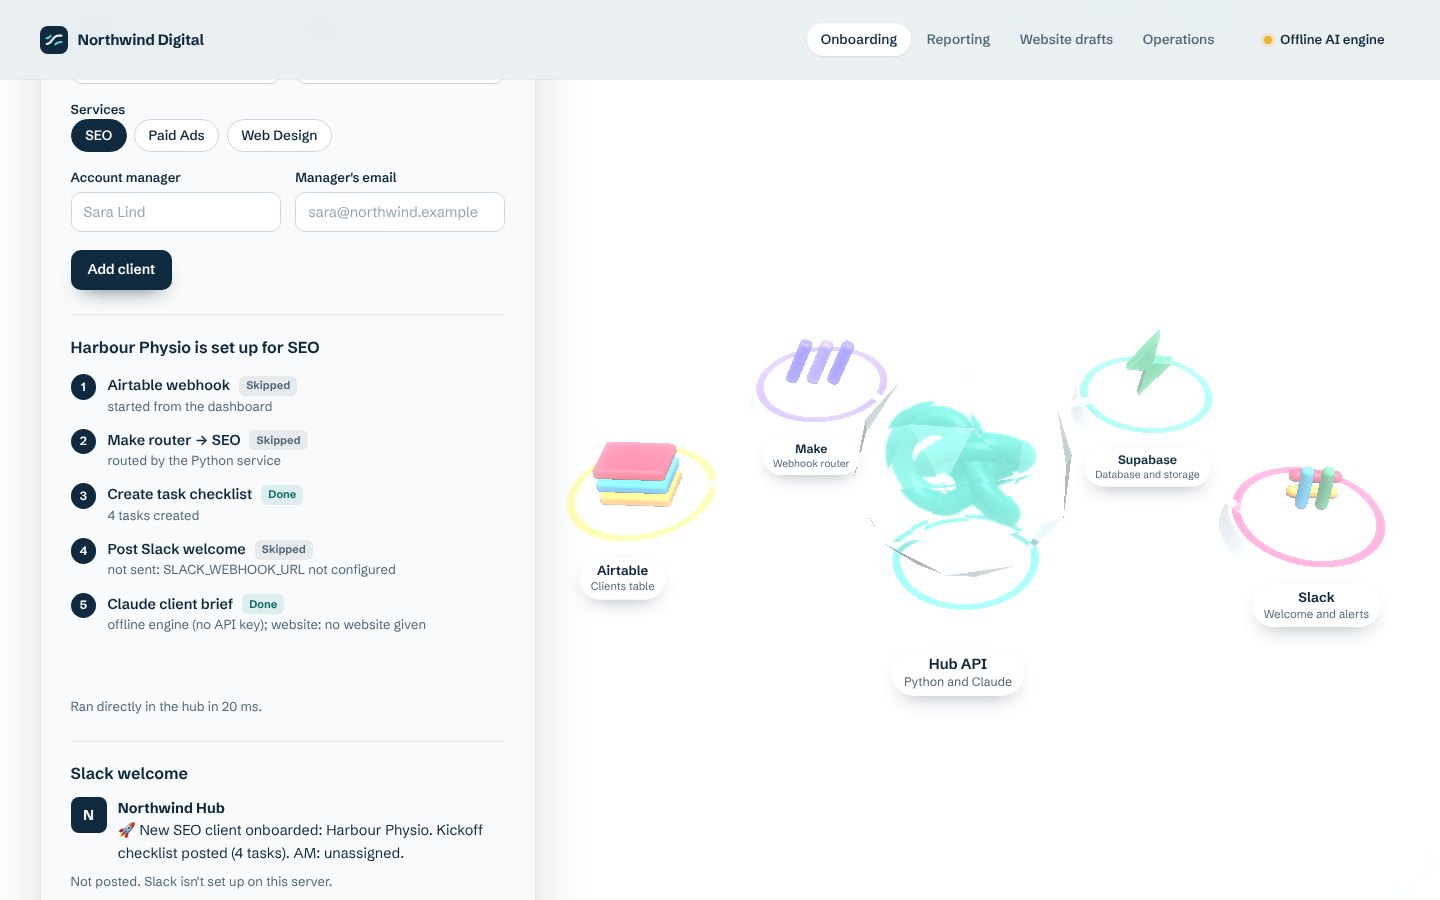 Northwind Digital
Onboarding
Reporting
Website drafts
Operations
Offline AI engine
Services
SEO
Paid Ads
Web Design
Account manager
Manager's email
Sara Lind
sara@northwind.example
Add client
Harbour Physio is set up for SEO
1
Airtable webhook
Skipped
started from the dashboard
2
Make router → SEO
Skipped
routed by the Python service
3
Create task checklist
Done
4 tasks created
4
Post Slack welcome
Skipped
not sent: SLACK_WEBHOOK_URL not configured
5
Claude client brief
Done
offline engine (no API key); website: no website given
Ran directly in the hub in 20 ms.
Slack welcome
N
Northwind Hub
🚀 New SEO client onboarded: Harbour Physio. Kickoff
checklist posted (4 tasks). AM: unassigned.
Not posted. Slack isn't set up on this server.
Make
Webhook router
Supabase
Database and storage
Airtable
Clients table
Slack
Welcome and alerts
Hub API
Python and Claude